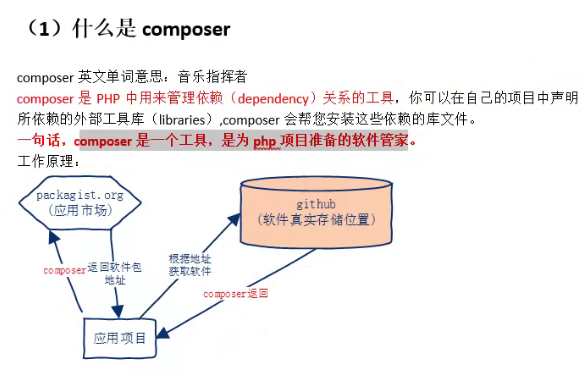 （1）什么是 composer
composer 英文单词意思：音乐指挥者
composer 是 PHP 中用来管理依赖（dependency）关系的工具，你可以在自己的项目中声明
所依赖的外部工具库（libraries）,composer 会帮您安装这些依赖的库文件。
一句话，composer 是一个工具，是为 php 项目准备的软件管家。
工作原理：
packagist.org
(应用市场)
github
(软件真实存储位置)
composer
返回软件包
地址
根据地址
获取软件
composer返回
应用项目